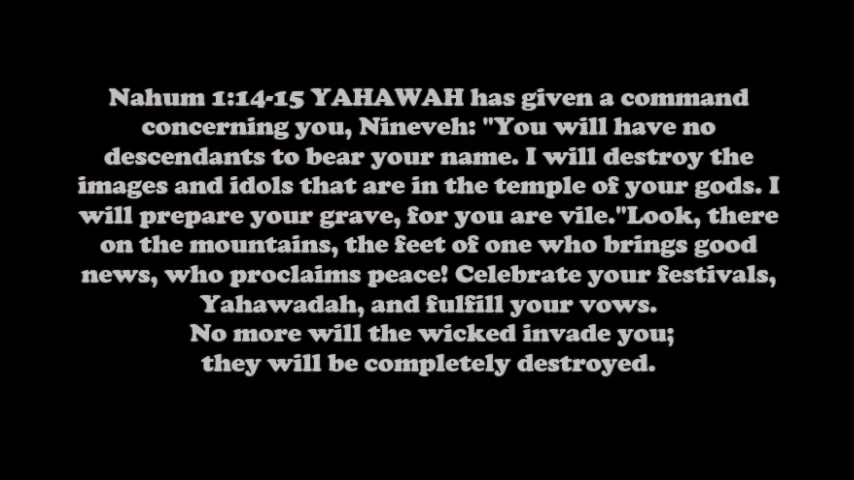 Nahum 1:14-15 YAHAWAH has given a command
concerning you, Nineveh: "You will have no
descendants to bear your name. I will destroy the
images and idols that are in the temple of your gods. I
will prepare your grave, for you are vile."Look, there
on the mountains, the feet of one who brings good
news, who proclaims peace! Celebrate your festivals,
Yahawadah, and fulfill your vows.
No more will the wicked invade you;
they will be completely destroyed.